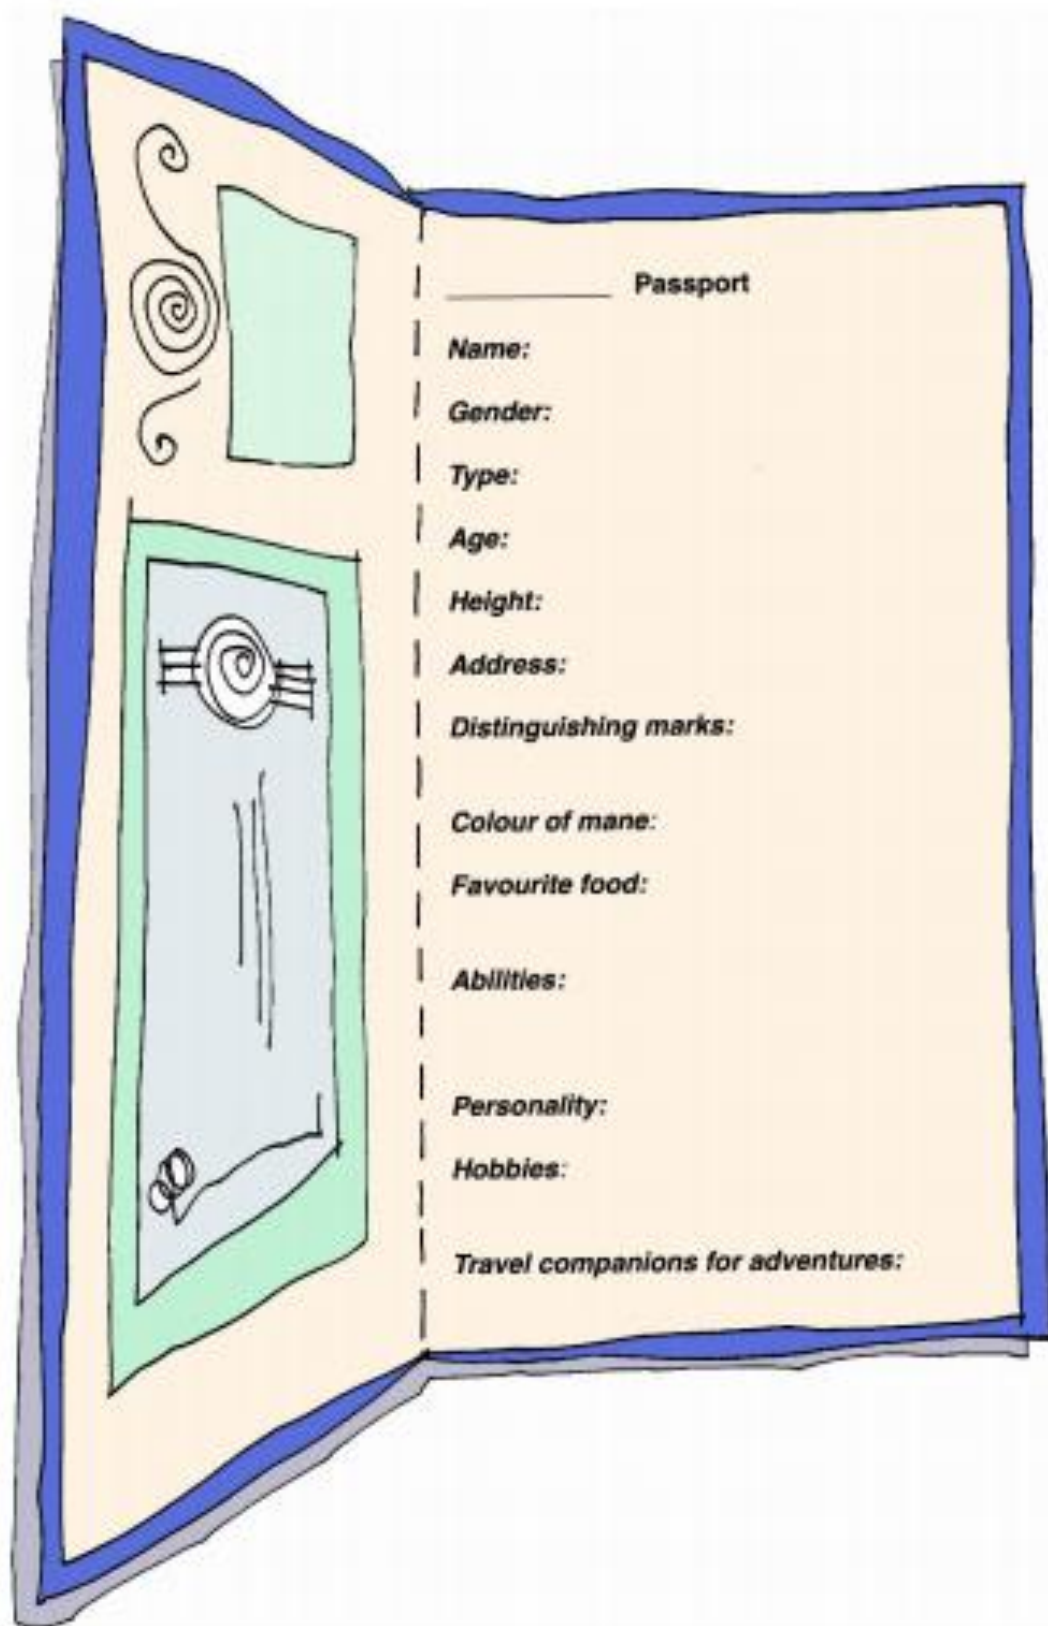 ________ Passport
Name:
Gender:
Type:
Age:
Height:
Address:
Distinguishing marks:
Colour of mane:
Favourite food:
Abilities:
Personality:
Hobbies:
Travel companions for adventures: